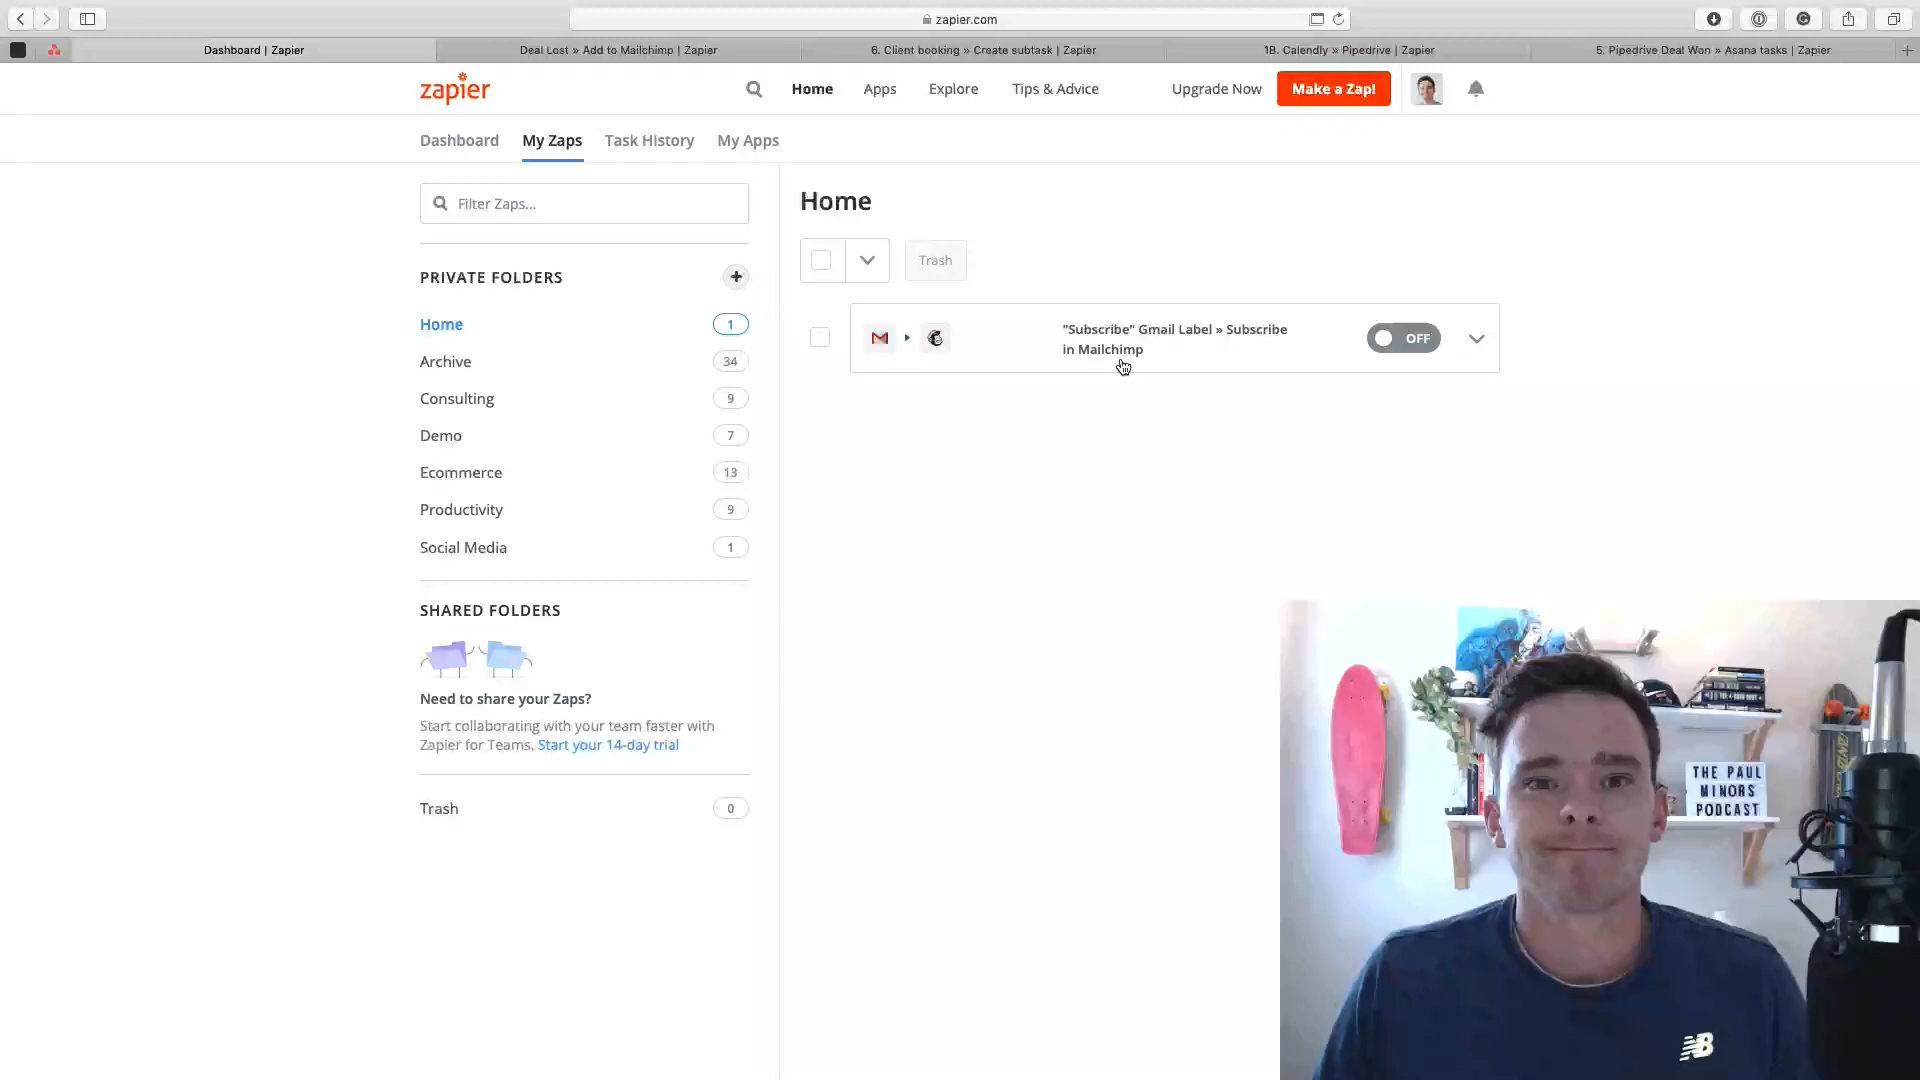 zapier.com
Dashboard | Zapier
Deal Lost » Add to Mailchimp | Zapier
6. Client booking » Create subtask | Zapier
1B. Calendly » Pipedrive | Zapier
5. Pipedrive Deal Won » Asana tasks | Zapier
zapier
Home
Apps
Explore
Tips & Advice
Upgrade Now
Make a Zap!
Dashboard
My Zaps
Task History
My Apps
Filter Zaps...
PRIVATE FOLDERS
Home 1
Archive 34
Consulting 9
Demo 7
Ecommerce 13
Productivity 9
Social Media 1
SHARED FOLDERS
Need to share your Zaps?
Start collaborating with your team faster with
Zapier for Teams. Start your 14-day trial
Trash 0
Home
Trash
"Subscribe" Gmail Label » Subscribe
in Mailchimp
OFF
THE PAUL
MINORS
PODCAST
NB